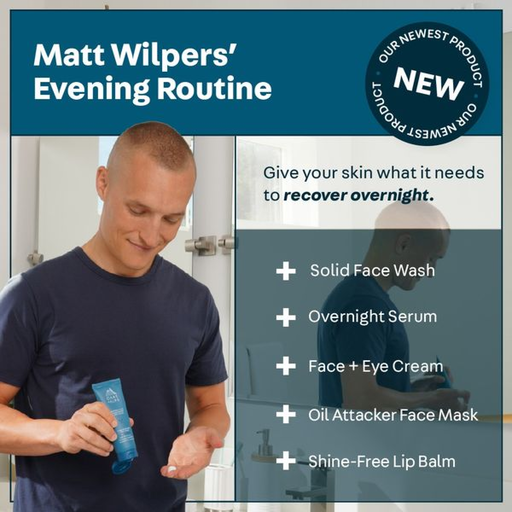 Matt Wilpers’
Evening Routine
OUR NEWEST PRODUCT
NEW
OUR NEWEST PRODUCT
Give your skin what it needs
to recover overnight.
Solid Face Wash
Overnight Serum
Face + Eye Cream
Oil Attacker Face Mask
Shine-Free Lip Balm